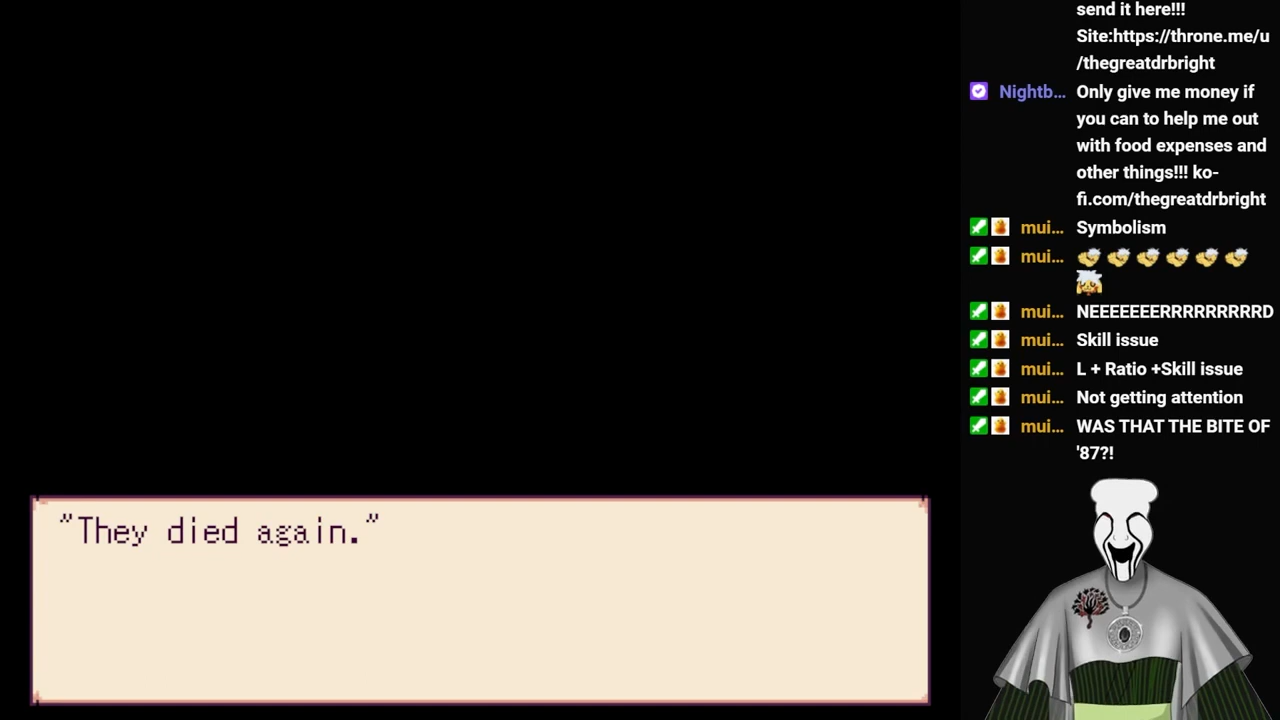 send it here!!!
Site:https://throne.me/u
/thegreatdrbright
Nightb... Only give me money if
you can to help me out
with food expenses and
other things!!! ko-
fi.com/thegreatdrbright
mui... Symbolism
mui...
mui... NEEEEEEERRRRRRRRRD
mui... Skill issue
mui... L + Ratio +Skill issue
mui... Not getting attention
mui... WAS THAT THE BITE OF
'87?!
"They died again."